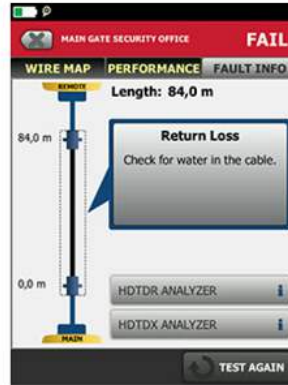 MAIN GATE SECURITY OFFICE
FAIL
WIRE MAP
PERFORMANCE
FAULT INFO
REMOTE
Length: 84,0 m
84,0 m
Return Loss
Check for water in the cable.
0,0 m
HDTDR ANALYZER
HDTDX ANALYZER
MAIN
TEST AGAIN